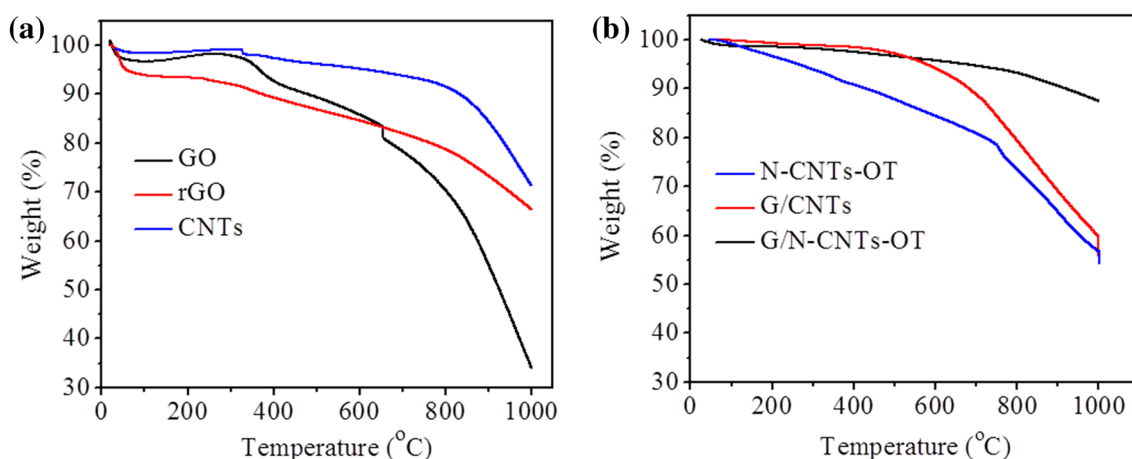 (a)
100
90
80
70
60
50
40
30
Weight (%)
GO
rGO
CNTs
0 200 400 600 800 1000
Temperature (°C)
(b)
100
90
80
70
60
50
40
30
Weight (%)
N-CNTs-OT
G/CNTs
G/N-CNTs-OT
0 200 400 600 800 1000
Temperature (°C)